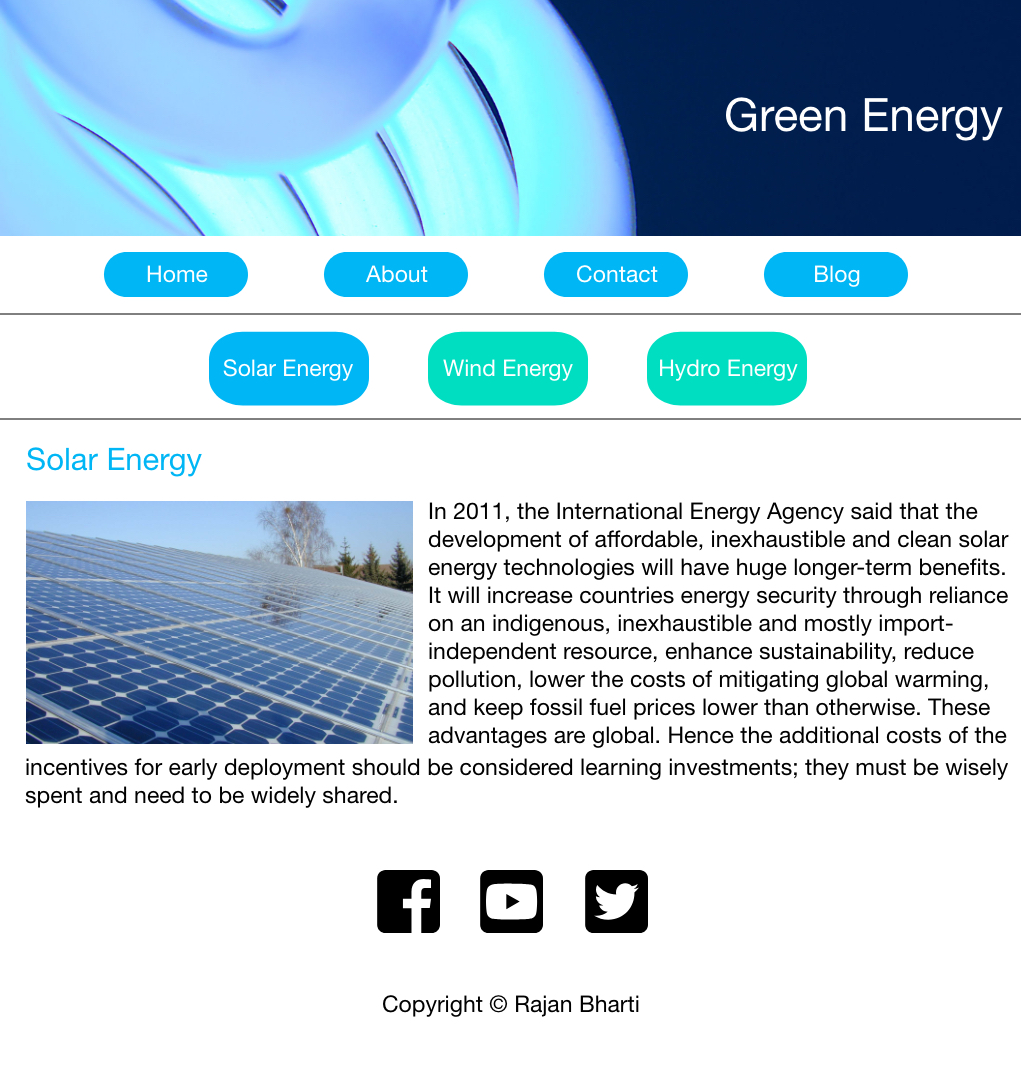 Green Energy
Home About Contact Blog
Solar Energy Wind Energy Hydro Energy
Solar Energy
In 2011, the International Energy Agency said that the
development of affordable, inexhaustible and clean solar
energy technologies will have huge longer-term benefits.
It will increase countries energy security through reliance
on an indigenous, inexhaustible and mostly import-
independent resource, enhance sustainability, reduce
pollution, lower the costs of mitigating global warming,
and keep fossil fuel prices lower than otherwise. These
advantages are global. Hence the additional costs of the
incentives for early deployment should be considered learning investments; they must be wisely
spent and need to be widely shared.
Copyright © Rajan Bharti